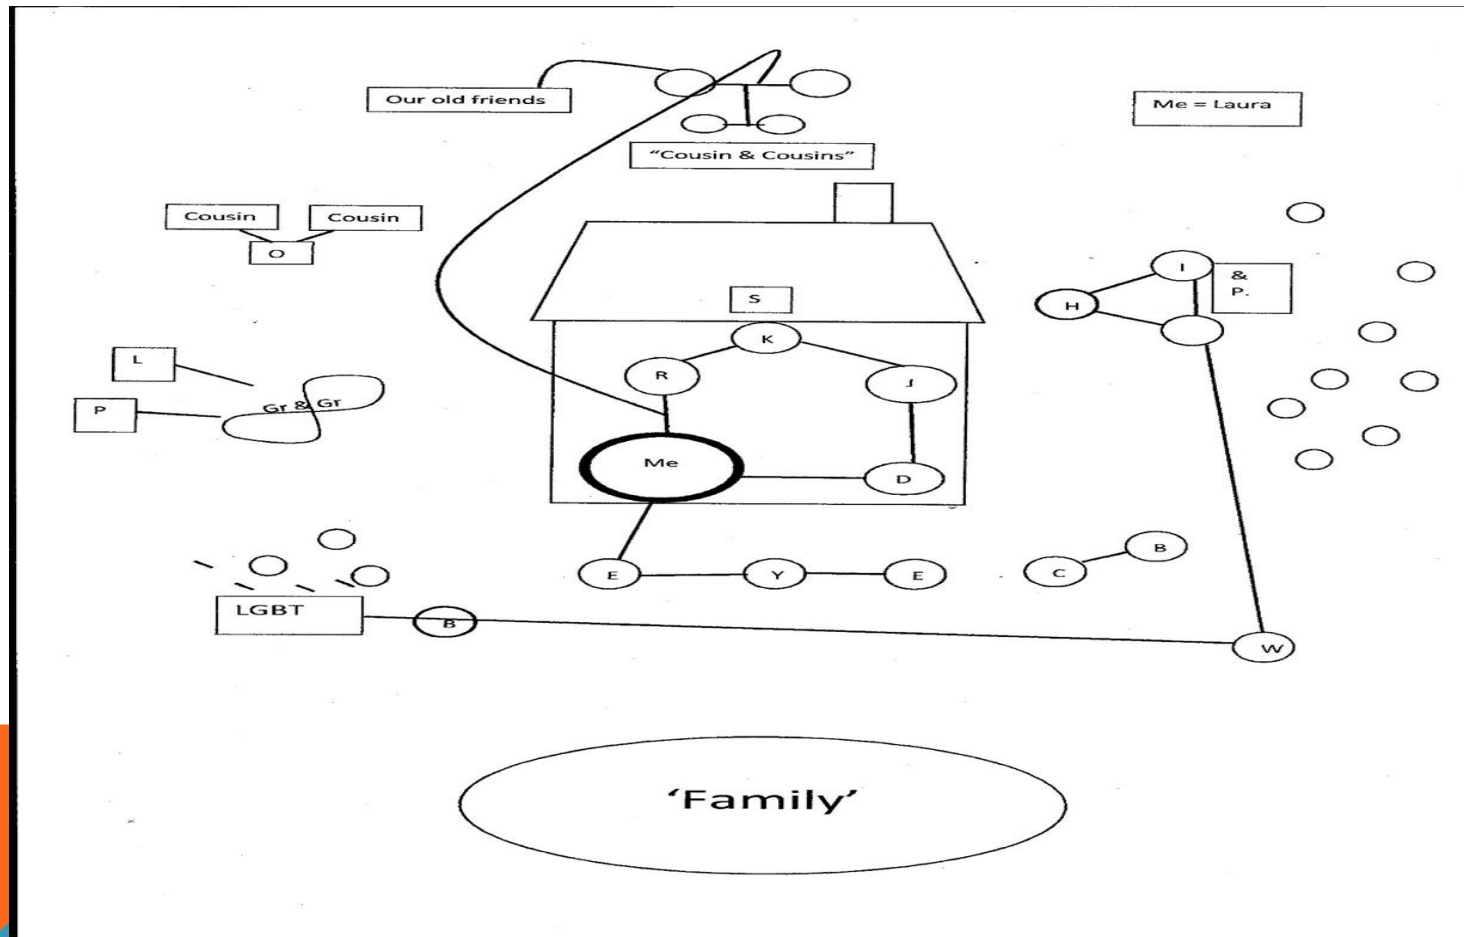 Our old friends
Me = Laura
“Cousin & Cousins”
Cousin
Cousin
O
I
&
P.
H
S
K
R
J
L
P
Gr & Gr
Me
D
E
Y
E
C
B
LGBT
B
W
‘Family’